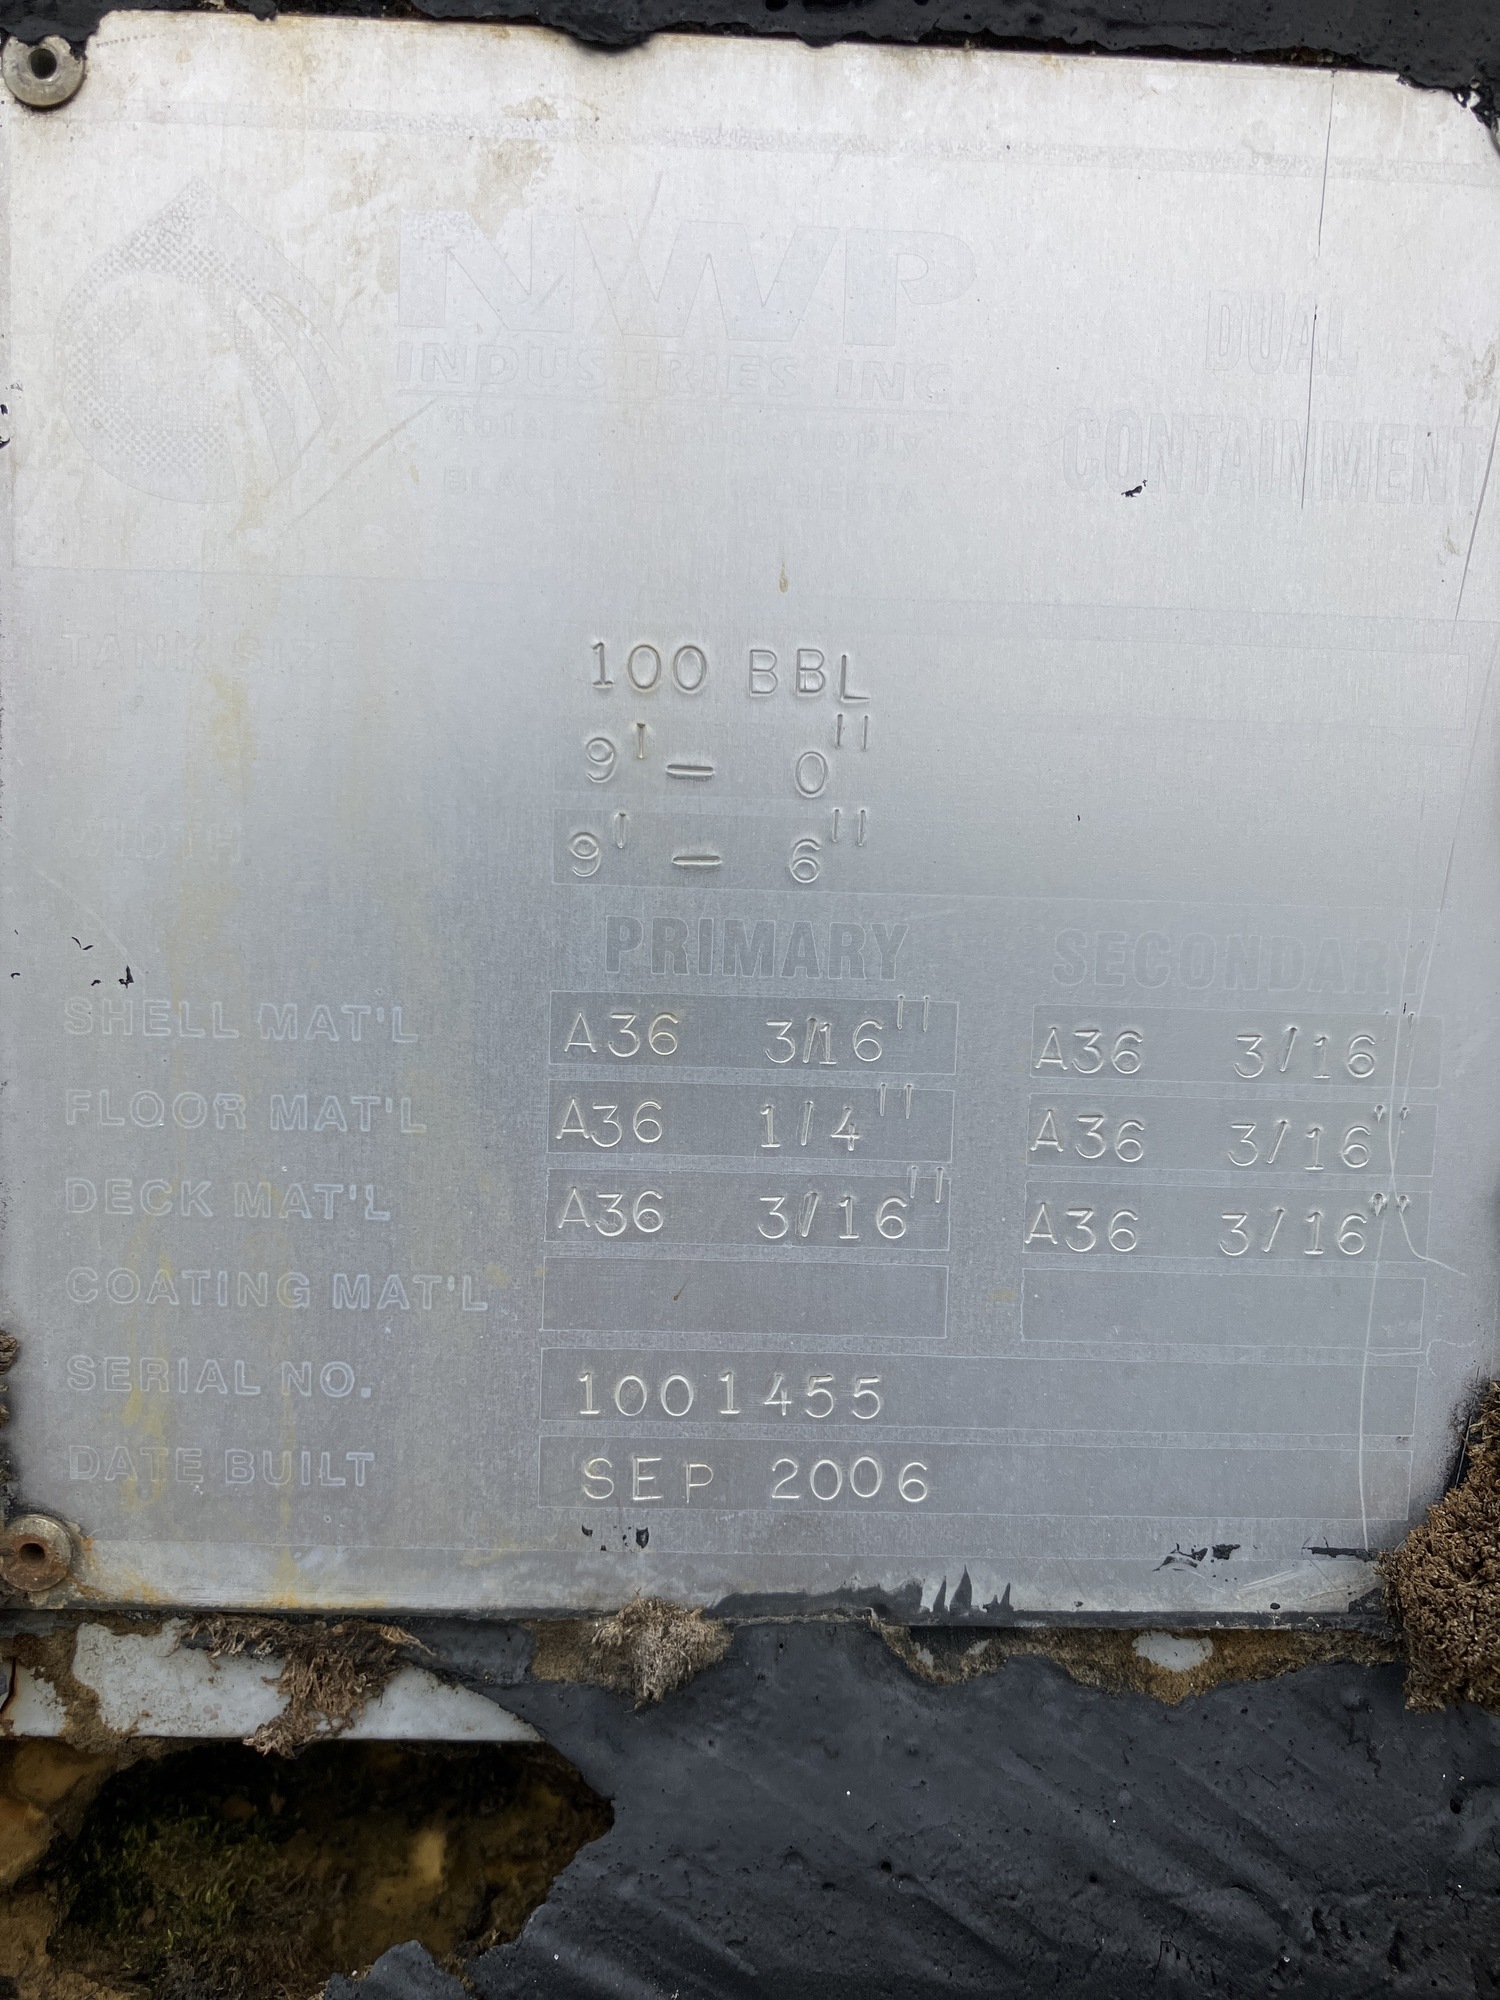 NWP
INDUSTRIES INC
DUAL
CONTAINMENT
TANK SIZE 100 BBL
9'- 0"
WIDTH 9' - 6"
PRIMARY SECONDARY
SHELL MAT'L A36 3/16" A36 3/16"
FLOOR MAT'L A36 1/4" A36 3/16"
DECK MAT'L A36 3/16" A36 3/16"
COATING MAT'L
SERIAL NO. 1001455
DATE BUILT SEP 2006